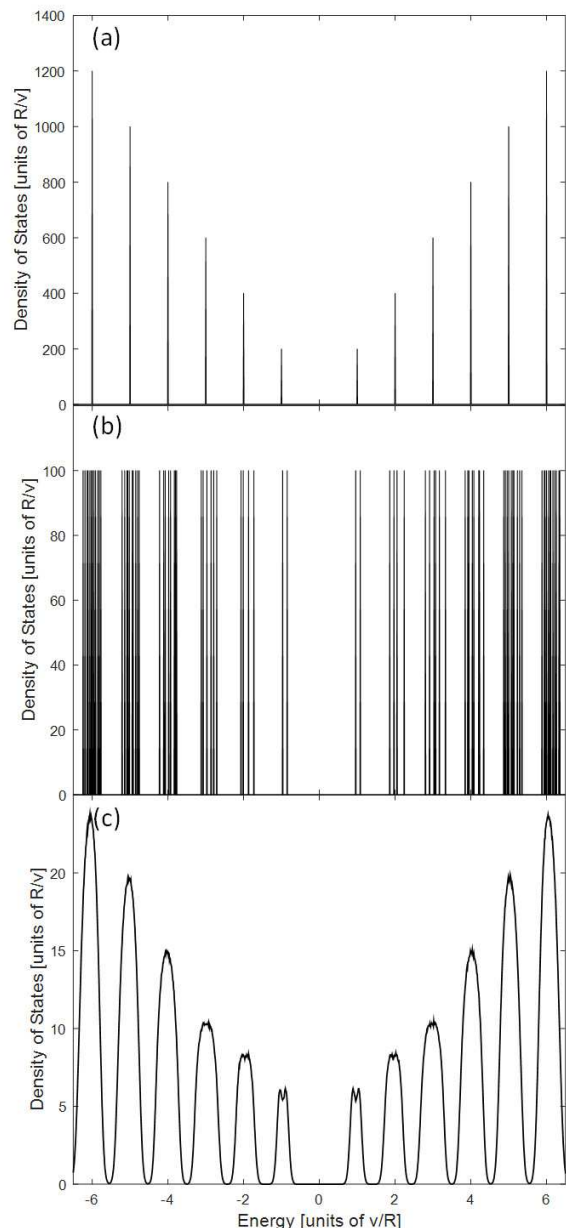 (a)
1400
1200
1000
800
600
400
200
0
Density of States [units of R/v]
(b)
100
80
60
40
20
0
Density of States [units of R/v]
(c)
20
15
10
5
0
Density of States [units of R/v]
-6 -4 -2 0 2 4 6
Energy [units of v/R]